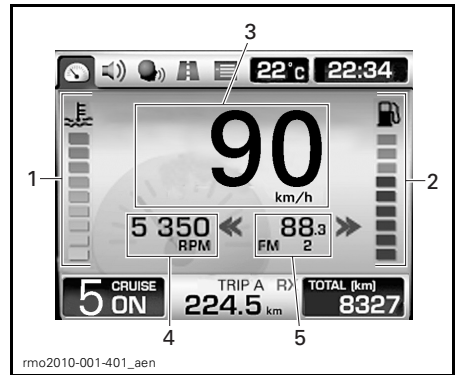 3
22°c 22:34
1
90
km/h
2
5 350
RPM
88.3
FM 2
5 CRUISE ON
TRIP A RX
224.5 km
TOTAL (km)
8327
4
5
rmo2010-001-401_aen